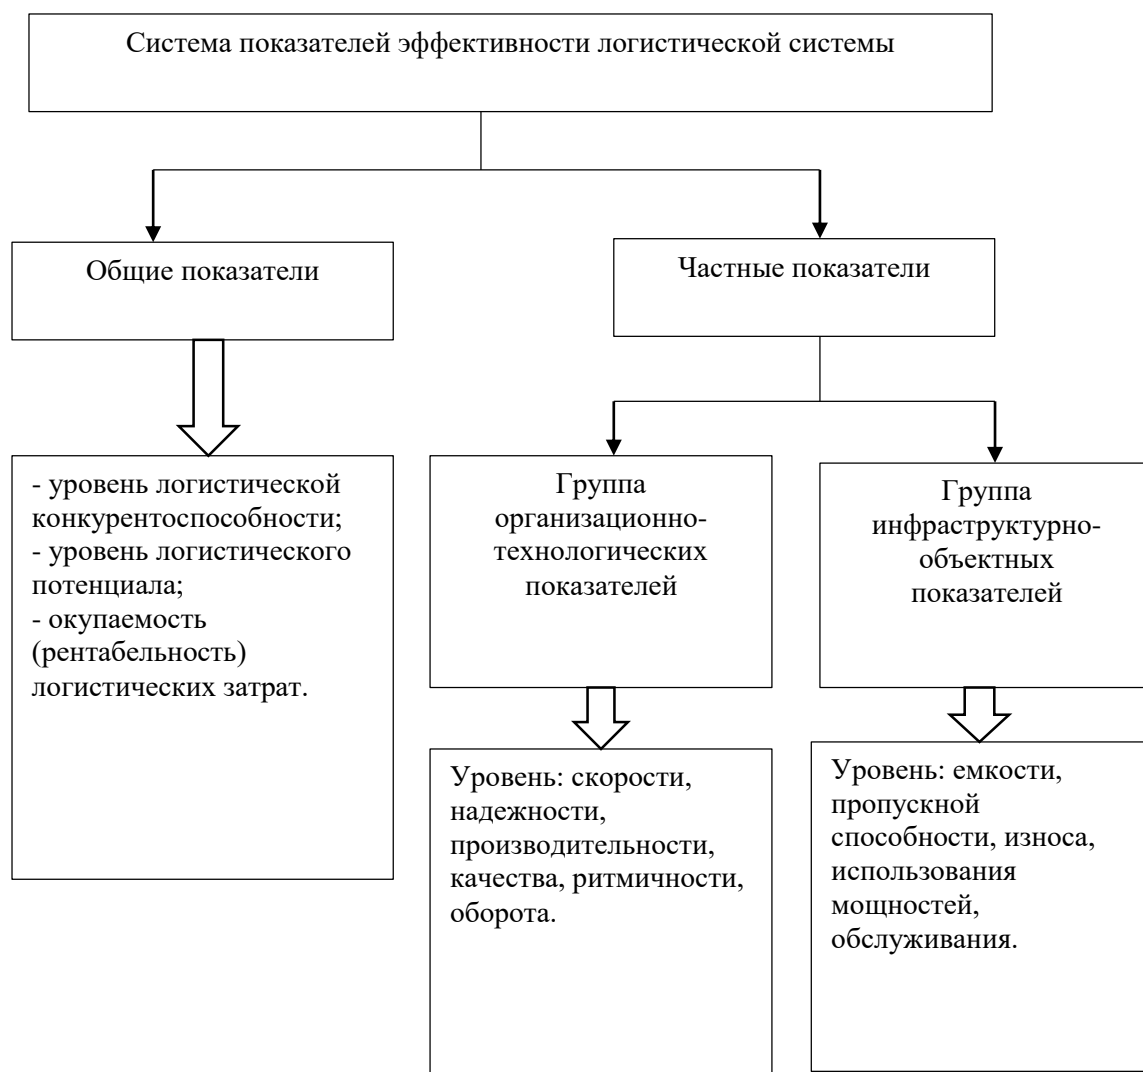 Система показателей эффективности логистической системы
Общие показатели
Частные показатели
- уровень логистической
конкурентоспособности;
- уровень логистического
потенциала;
- окупаемость
(рентабельность)
логистических затрат.
Группа
организационно-
технологических
показателей
Группа
инфраструктурно-
объектных
показателей
Уровень: скорости,
надежности,
производительности,
качества, ритмичности,
оборота.
Уровень: емкости,
пропускной
способности, износа,
использования
мощностей,
обслуживания.